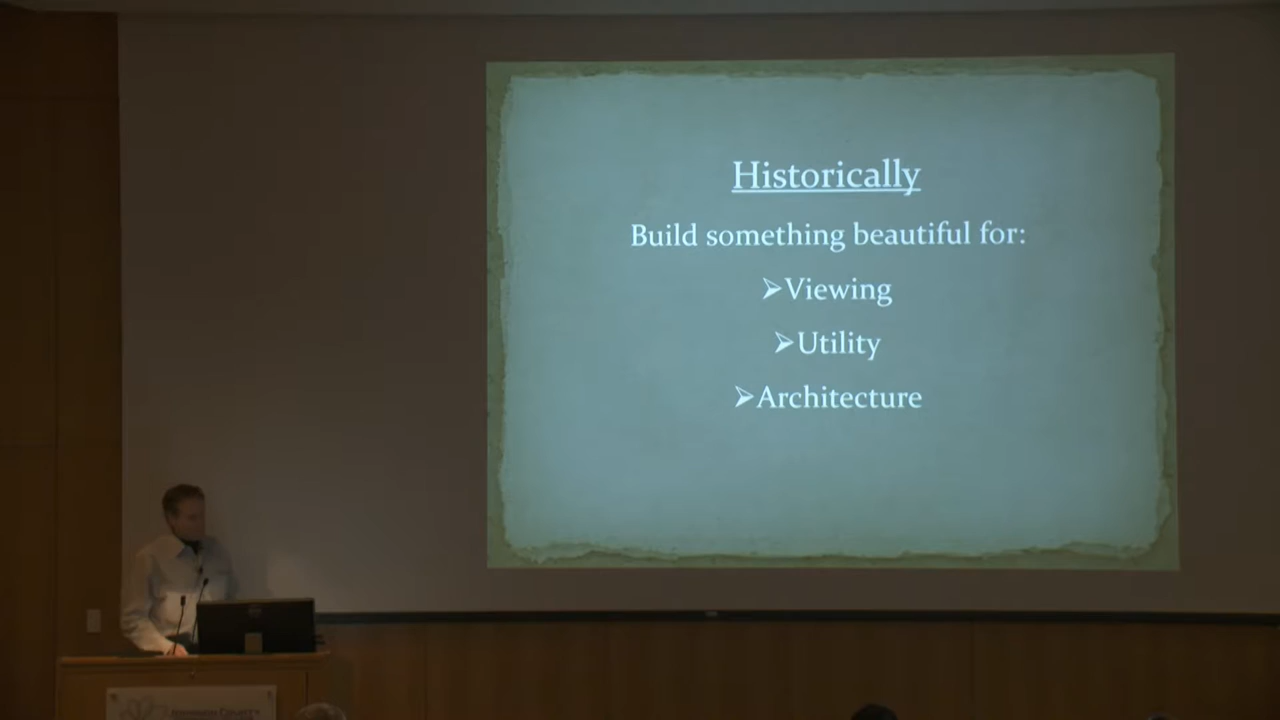 Historically
Build something beautiful for:
➢Viewing
➢Utility
➢Architecture